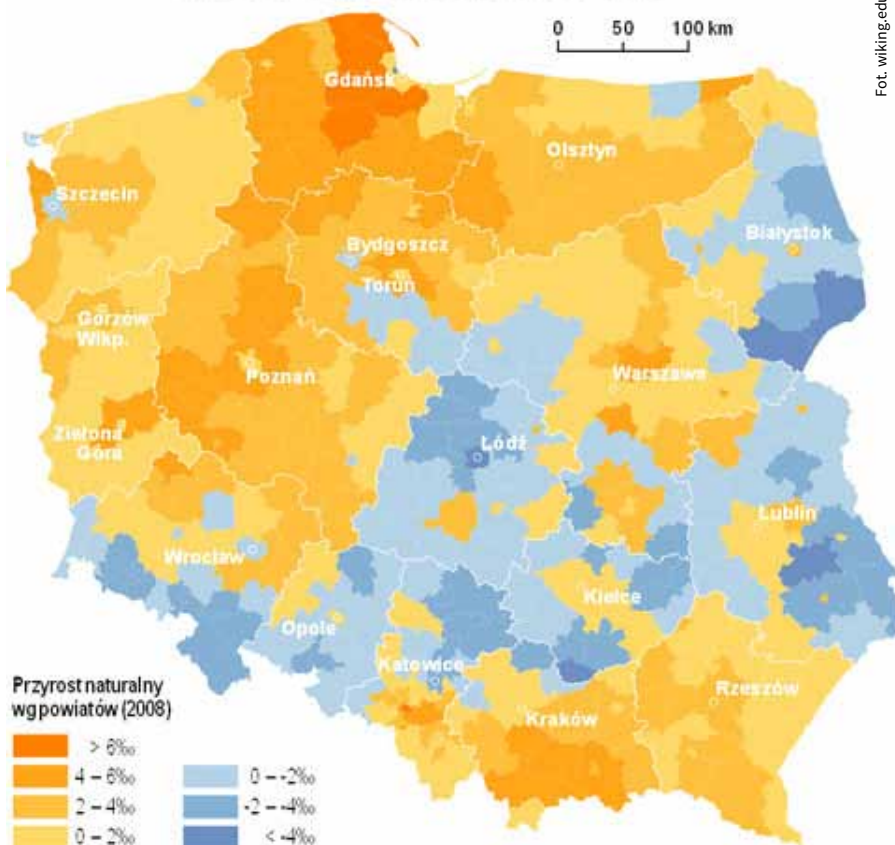 0 50 100 km
Fot. wiking.edu
Gdańsk
Olsztyn
Szczecin
Białystok
Bydgoszcz
Toruń
Gorzów
Wlkp.
Poznań
Warszawa
Zielona
Góra
Łódź
Lublin
Wrocław
Kielce
Opole
Katowice
Rzeszów
Kraków
Przyrost naturalny
wg powiatów (2008)
> 6‰
4 – 6‰
2 – 4‰
0 – 2‰
0 – -2‰
-2 – -4‰
< -4‰